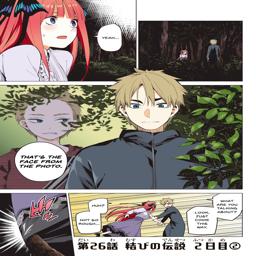 YEAH...
THAT'S THE
FACE FROM
THE PHOTO.
HUH?
NOT SO
ROUGH...
LOOK,
JUST
COME
THIS WAY.
WHAT
ARE YOU
TALKING
ABOUT?
第26話 結びの伝説 2日目②